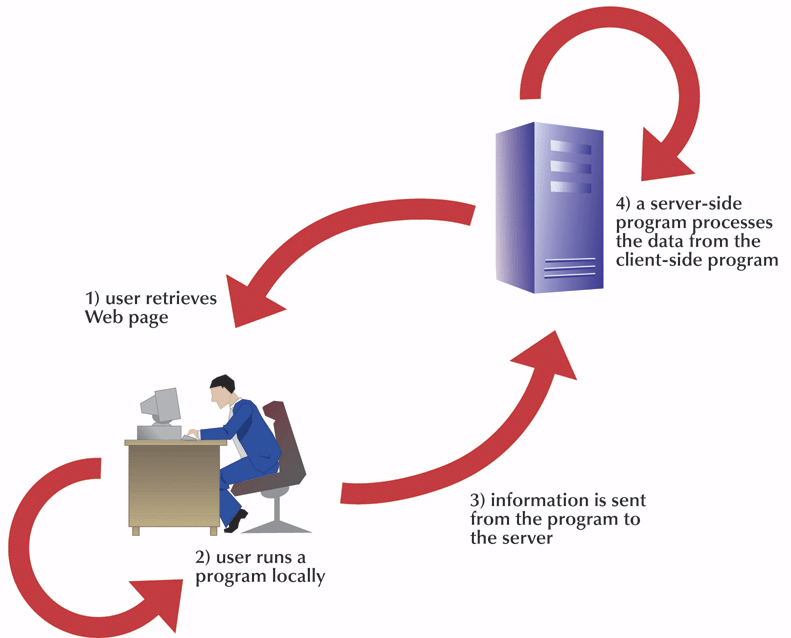 1) user retrieves
Web page
2) user runs a
program locally
3) information is sent
from the program to
the server
4) a server-side
program processes
the data from the
client-side program